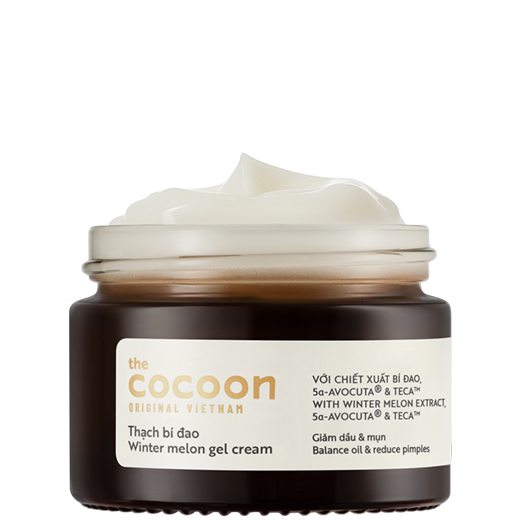 the
cocoon
ORIGINAL VIETNAM
Thạch bí đao
Winter melon gel cream
VỚI CHIẾT XUẤT BÍ ĐAO,
5α-AVOCUTA® & TECA™
WITH WINTER MELON EXTRACT,
5α-AVOCUTA® & TECA™
Giảm dầu & mụn
Balance oil & reduce pimples